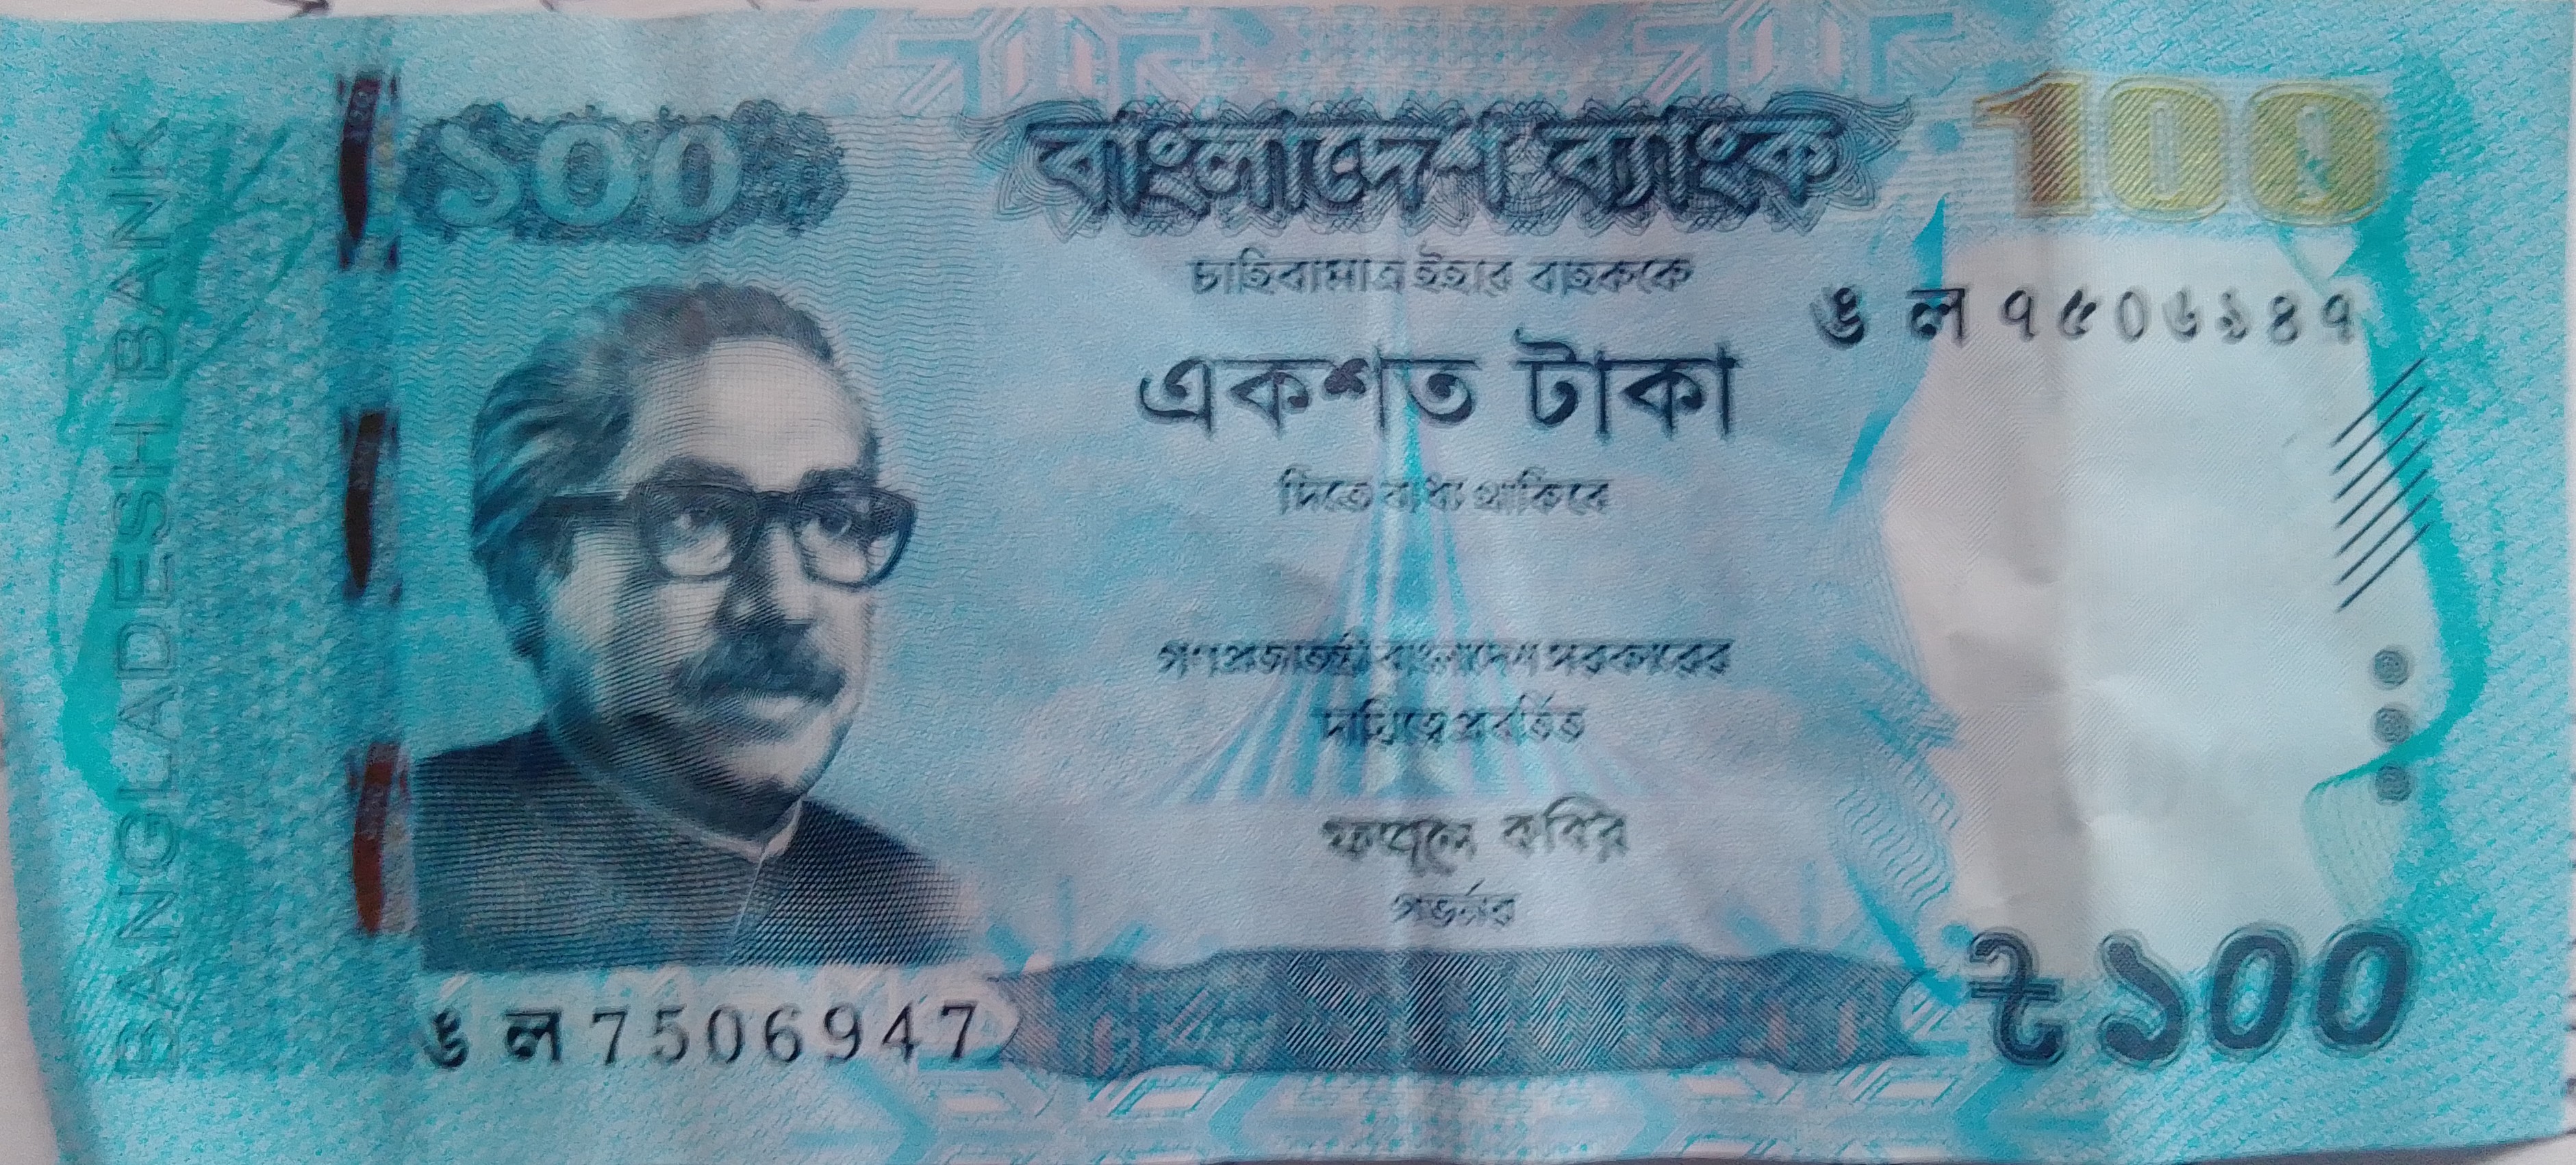 BANGLADESH BANK
১০০
বাংলাদেশ ব্যাংক
100
চাহিবামাত্র ইহার বাহককে
ঙ ল ৭৫০৬৯৪৭
একশত টাকা
দিতে বাধ্য থাকিবে
গণপ্রজাতন্ত্রী বাংলাদেশ সরকারের
দায়িত্বে প্রবর্তিত
ফজলে কবির
গভর্নর
ঙ ল 7506947
১০০
৳১০০